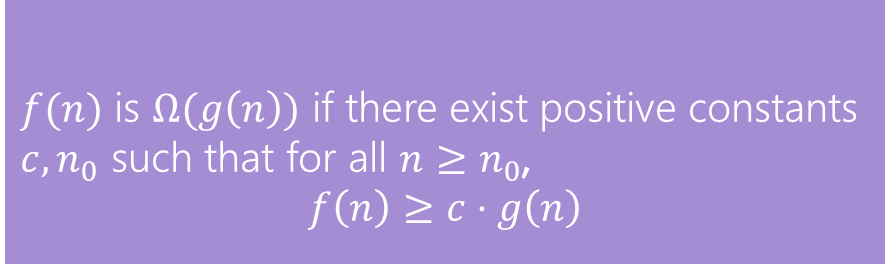 f(n) is Ω(g(n)) if there exist positive constants
c, n₀ such that for all n ≥ n₀,
f(n) ≥ c · g(n)